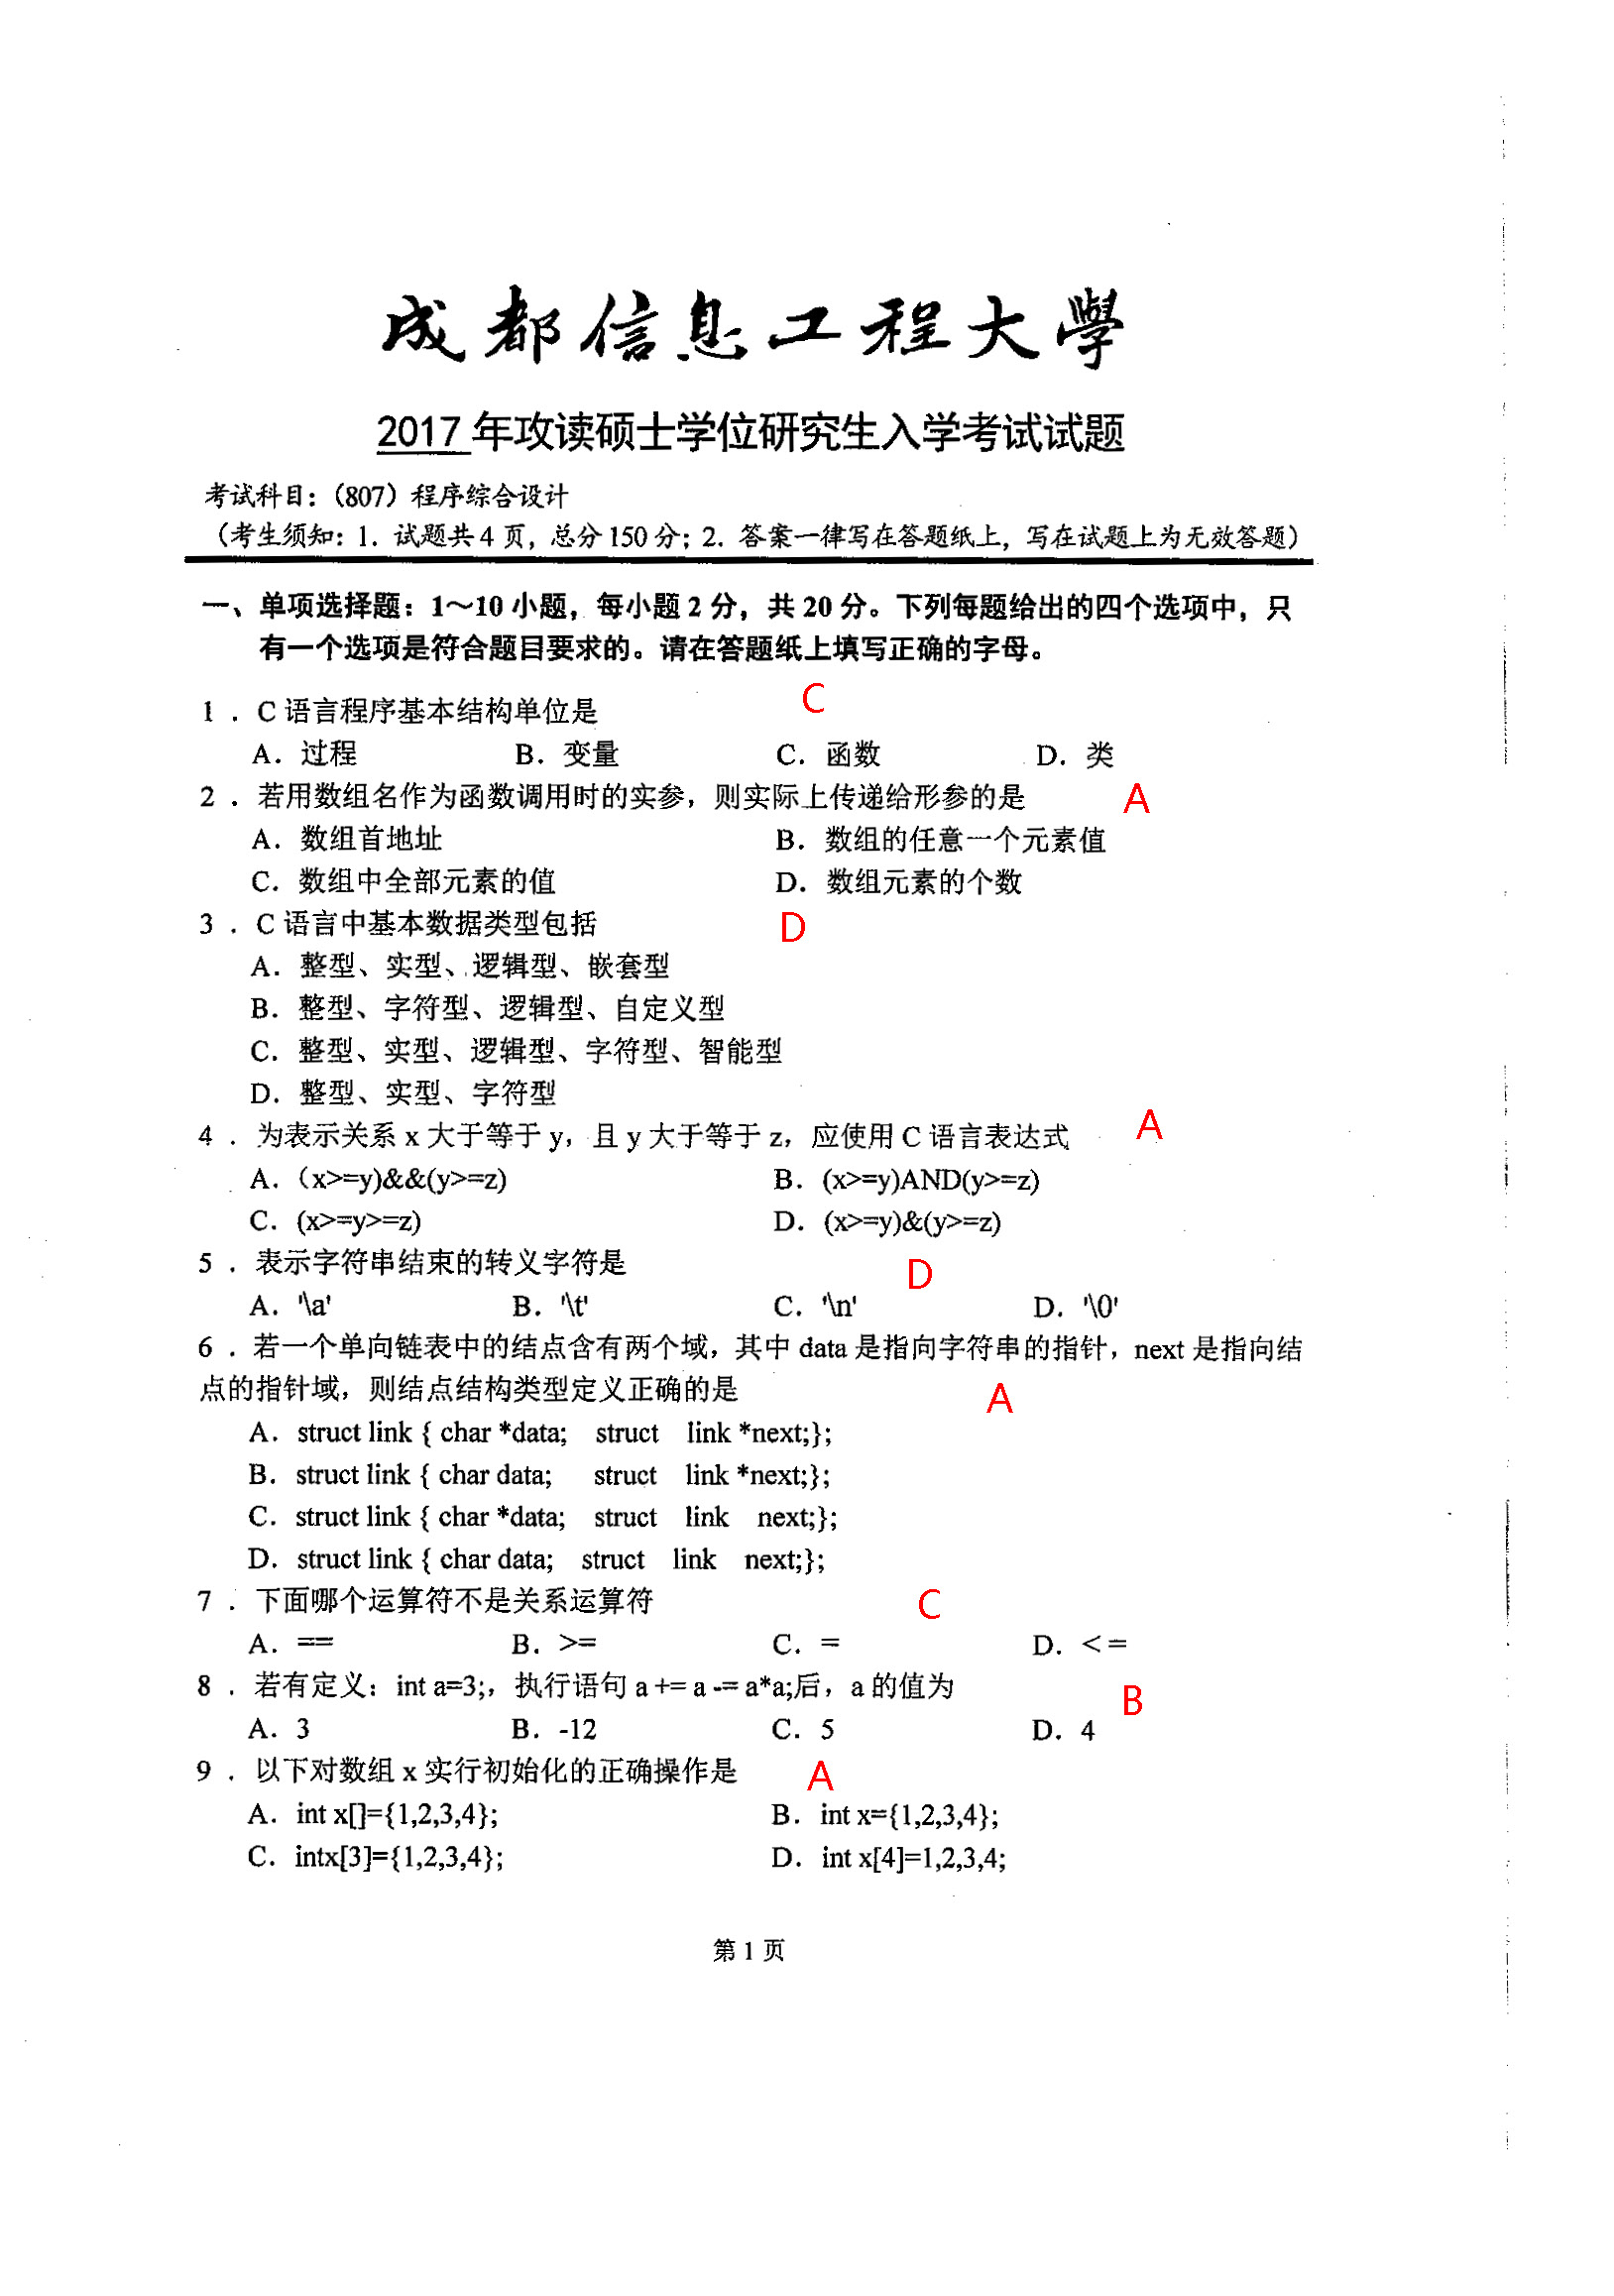 成都信息工程大學
2017 年攻读硕士学位研究生入学考试试题
考试科目：（807）程序综合设计
（考生须知：1．试题共 4 页，总分 150 分；2．答案一律写在答题纸上，写在试题上为无效答题）
一、单项选择题：1～10 小题，每小题 2 分，共 20 分。下列每题给出的四个选项中，只
有一个选项是符合题目要求的。请在答题纸上填写正确的字母。
1 ．C 语言程序基本结构单位是 C
A．过程 B．变量 C．函数 D．类
2 ．若用数组名作为函数调用时的实参，则实际上传递给形参的是 A
A．数组首地址 B．数组的任意一个元素值
C．数组中全部元素的值 D．数组元素的个数
3 ．C 语言中基本数据类型包括 D
A．整型、实型、逻辑型、嵌套型
B．整型、字符型、逻辑型、自定义型
C．整型、实型、逻辑型、字符型、智能型
D．整型、实型、字符型
4 ．为表示关系 x 大于等于 y，且 y 大于等于 z，应使用 C 语言表达式 A
A．（x>=y)&&(y>=z) B．(x>=y)AND(y>=z)
C．(x>=y>=z) D．(x>=y)&(y>=z)
5 ．表示字符串结束的转义字符是 D
A．'\a' B．'\t' C．'\n' D．'\0'
6 ．若一个单向链表中的结点含有两个域，其中 data 是指向字符串的指针，next 是指向结
点的指针域，则结点结构类型定义正确的是 A
A．struct link { char *data; struct link *next;};
B．struct link { char data; struct link *next;};
C．struct link { char *data; struct link next;};
D．struct link { char data; struct link next;};
7 ．下面哪个运算符不是关系运算符 C
A．== B．>= C．= D．< =
8 ．若有定义：int a=3;，执行语句 a += a -= a*a;后，a 的值为 B
A．3 B．-12 C．5 D．4
9 ．以下对数组 x 实行初始化的正确操作是 A
A．int x[]={1,2,3,4}; B．int x={1,2,3,4};
C．intx[3]={1,2,3,4}; D．int x[4]=1,2,3,4;
第 1 页